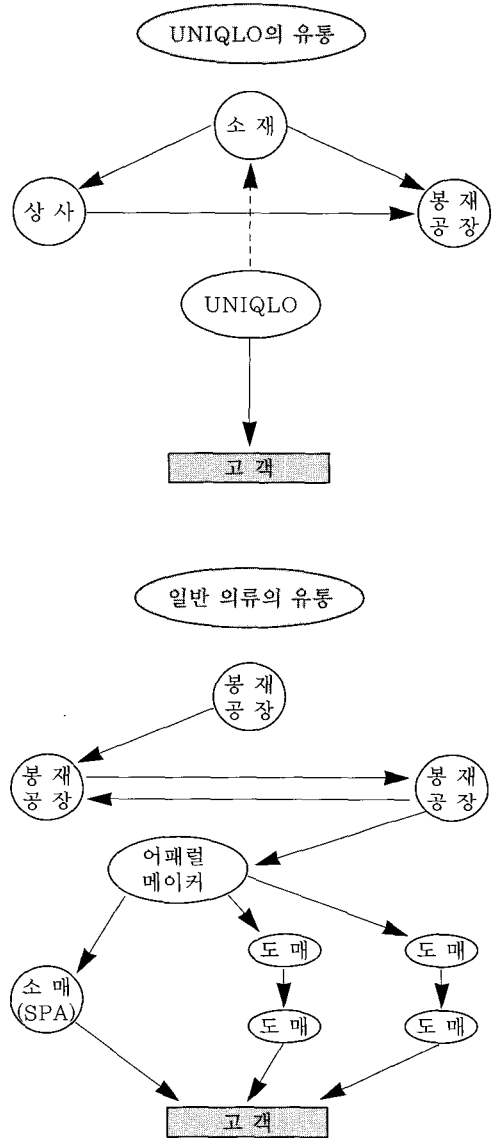 UNIQLO의 유통
소 재
상 사
봉 재
공 장
UNIQLO
고 객
일반 의류의 유통
봉 재
공 장
봉 재
공 장
봉 재
공 장
어패럴
메이커
도 매
도 매
소 매
(SPA)
도 매
도 매
고 객